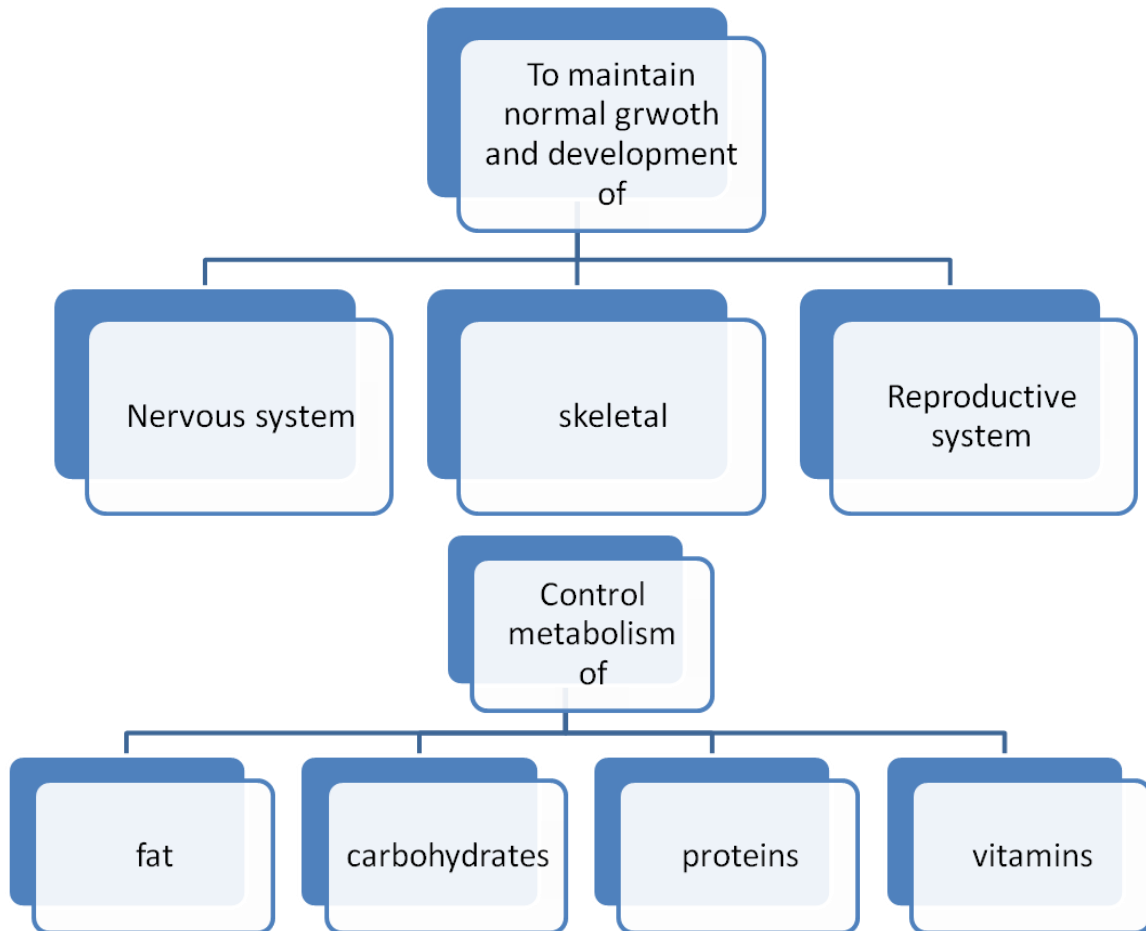 To maintain
normal grwoth
and development
of
Nervous system
skeletal
Reproductive
system
Control
metabolism
of
fat
carbohydrates
proteins
vitamins